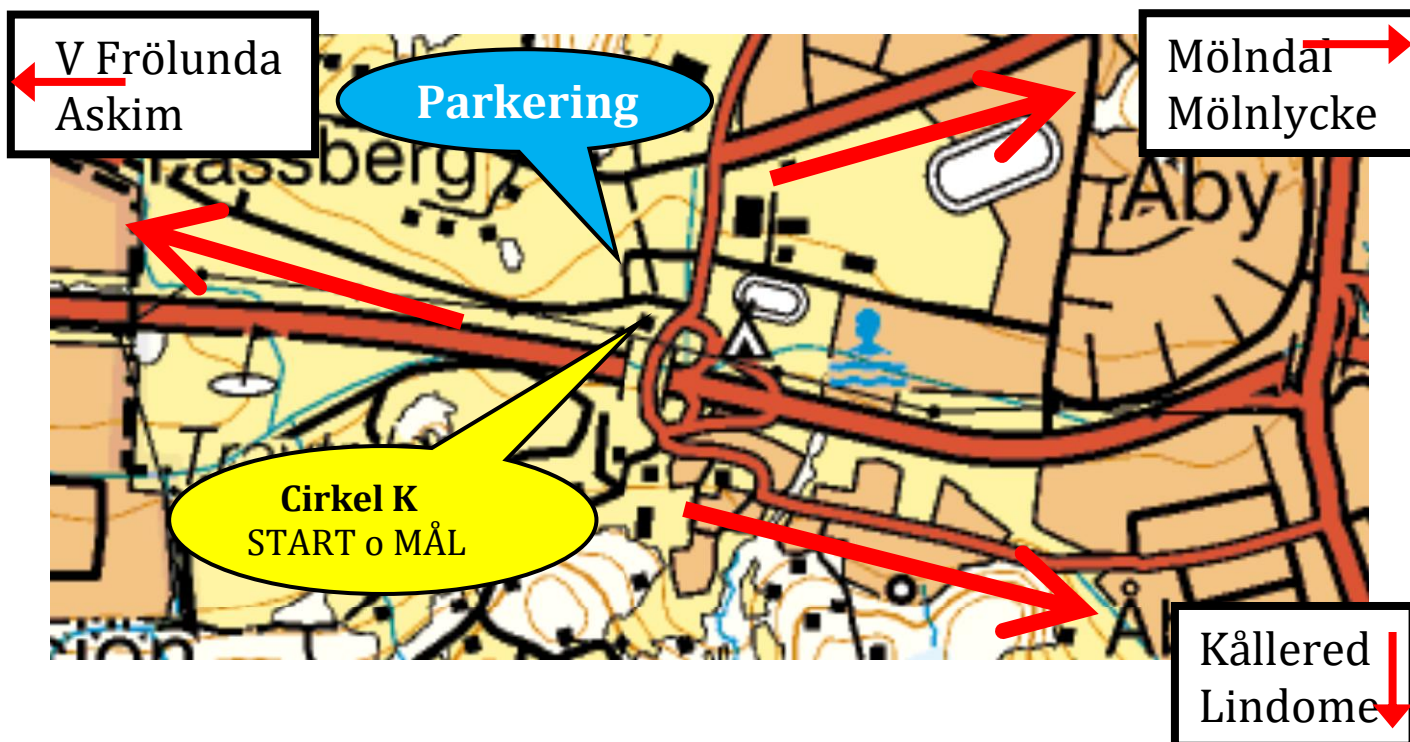 V Frölunda
Askim
Parkering
Mölndal
Mölnlycke
Åby
Cirkel K
START o MÅL
Kållered
Lindome